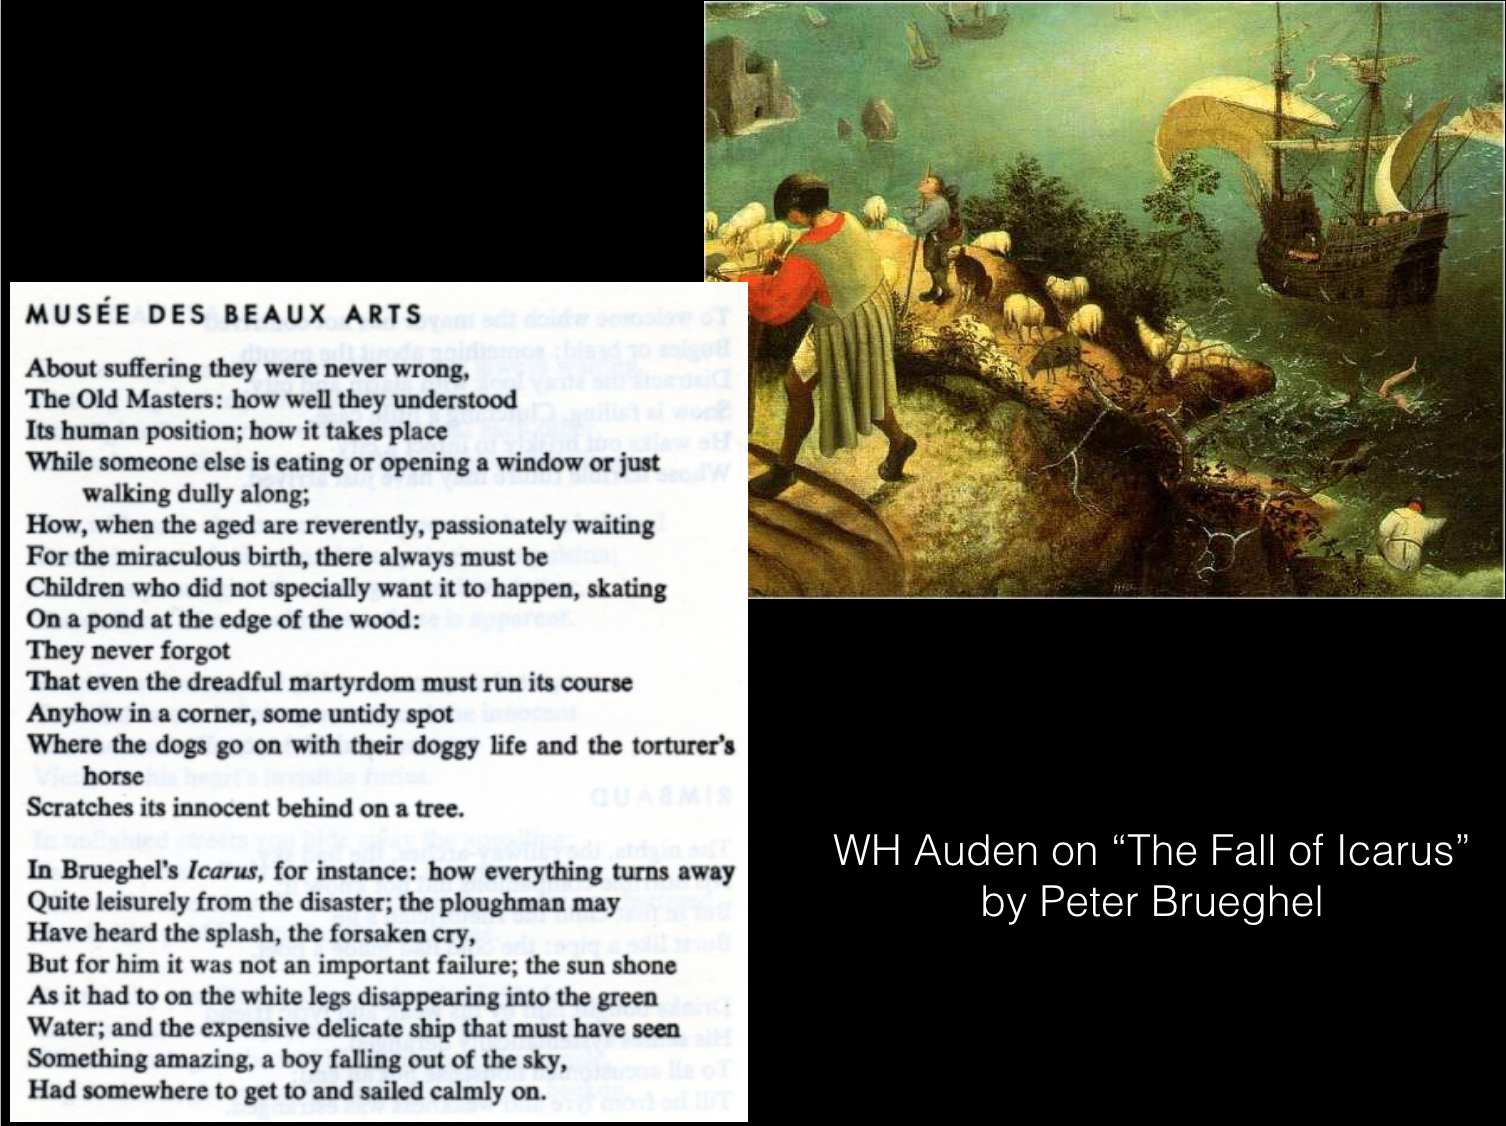 MUSÉE DES BEAUX ARTS
About suffering they were never wrong,
The Old Masters: how well they understood
Its human position; how it takes place
While someone else is eating or opening a window or just
walking dully along;
How, when the aged are reverently, passionately waiting
For the miraculous birth, there always must be
Children who did not specially want it to happen, skating
On a pond at the edge of the wood:
They never forgot
That even the dreadful martyrdom must run its course
Anyhow in a corner, some untidy spot
Where the dogs go on with their doggy life and the torturer's
horse
Scratches its innocent behind on a tree.
In Brueghel's Icarus, for instance: how everything turns away
Quite leisurely from the disaster; the ploughman may
Have heard the splash, the forsaken cry,
But for him it was not an important failure; the sun shone
As it had to on the white legs disappearing into the green
Water; and the expensive delicate ship that must have seen
Something amazing, a boy falling out of the sky,
Had somewhere to get to and sailed calmly on.
WH Auden on “The Fall of Icarus”
by Peter Brueghel